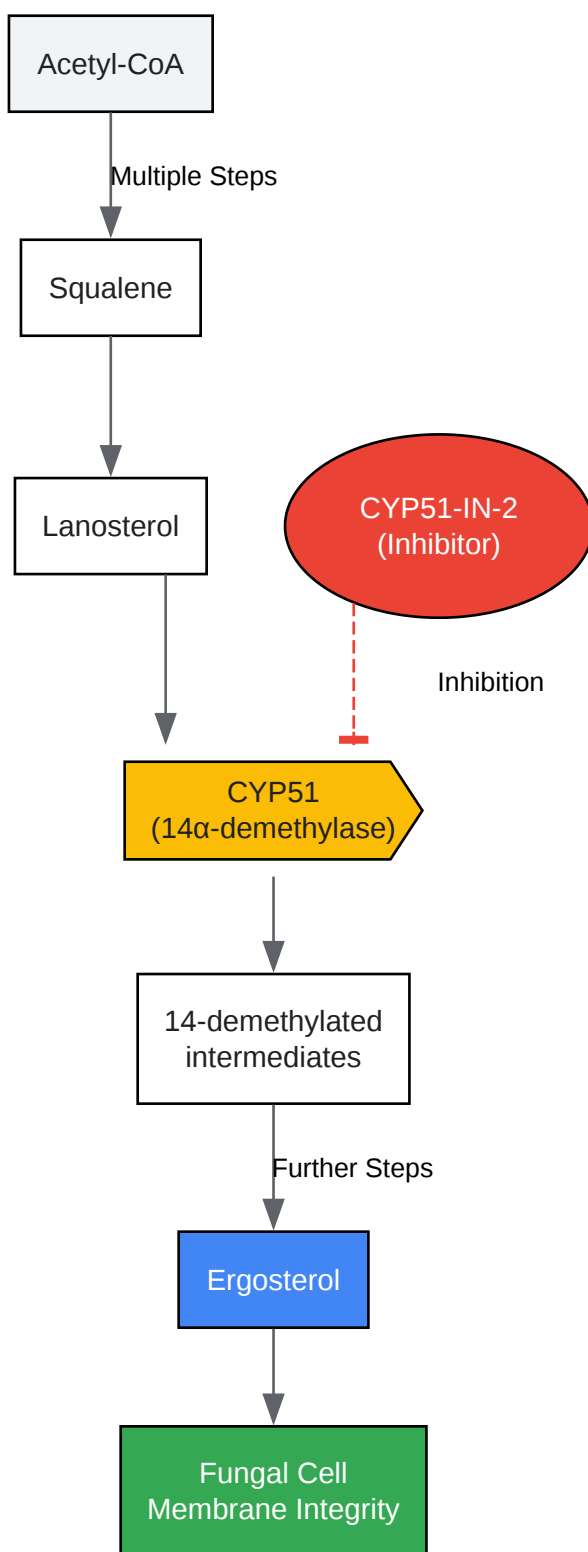 Acetyl-CoA
Multiple Steps
Squalene
Lanosterol
CYP51-IN-2
(Inhibitor)
Inhibition
CYP51
(14α-demethylase)
14-demethylated
intermediates
Further Steps
Ergosterol
Fungal Cell
Membrane Integrity